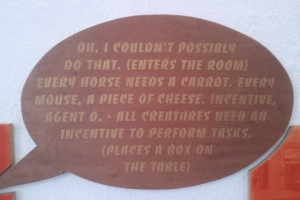 OH, I COULDN'T POSSIBLY
DO THAT. (ENTERS THE ROOM)
EVERY HORSE NEEDS A CARROT. EVERY
MOUSE, A PIECE OF CHEESE. INCENTIVE,
AGENT D. - ALL CREATURES NEED AN
INCENTIVE TO PERFORM TASKS.
(PLACES A BOX ON
THE TABLE)